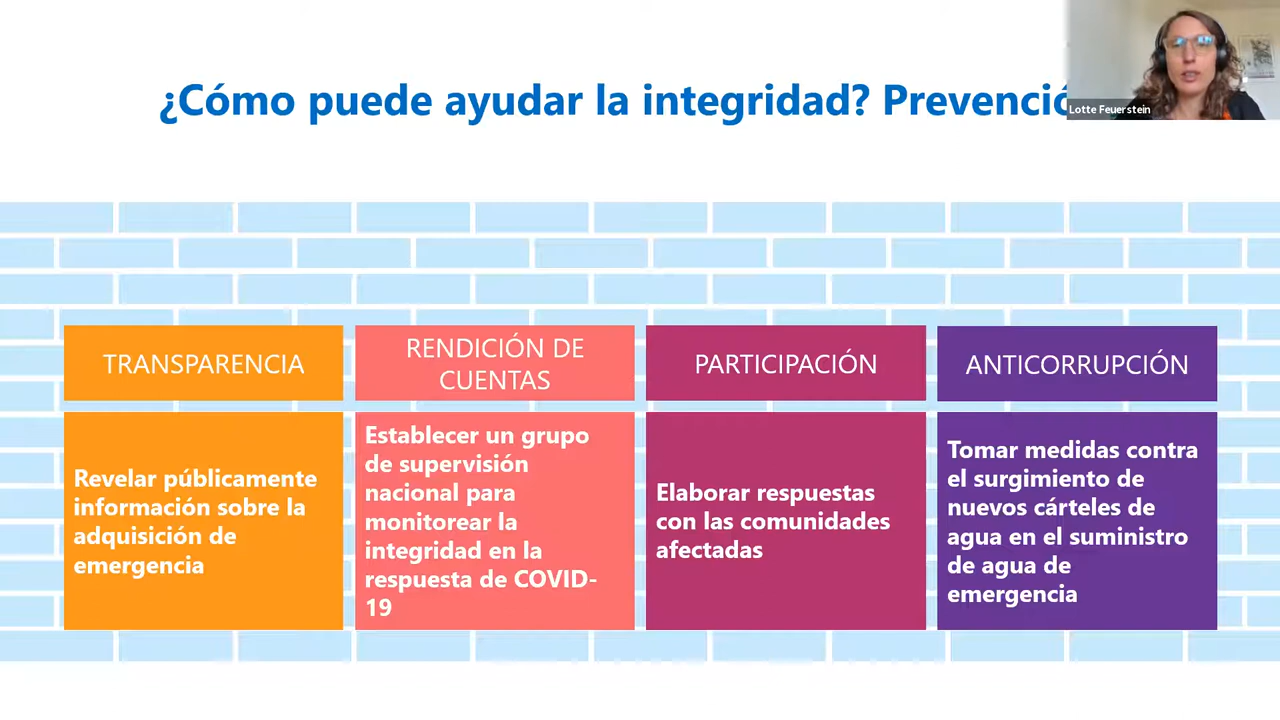 ¿Cómo puede ayudar la integridad? Prevenció
Lotte Feuerstein
TRANSPARENCIA
Revelar públicamente
información sobre la
adquisición de
emergencia
RENDICIÓN DE
CUENTAS
Establecer un grupo
de supervisión
nacional para
monitorear la
integridad en la
respuesta de COVID-
19
PARTICIPACIÓN
Elaborar respuestas
con las comunidades
afectadas
ANTICORRUPCIÓN
Tomar medidas contra
el surgimiento de
nuevos cárteles de
agua en el suministro
de agua de
emergencia